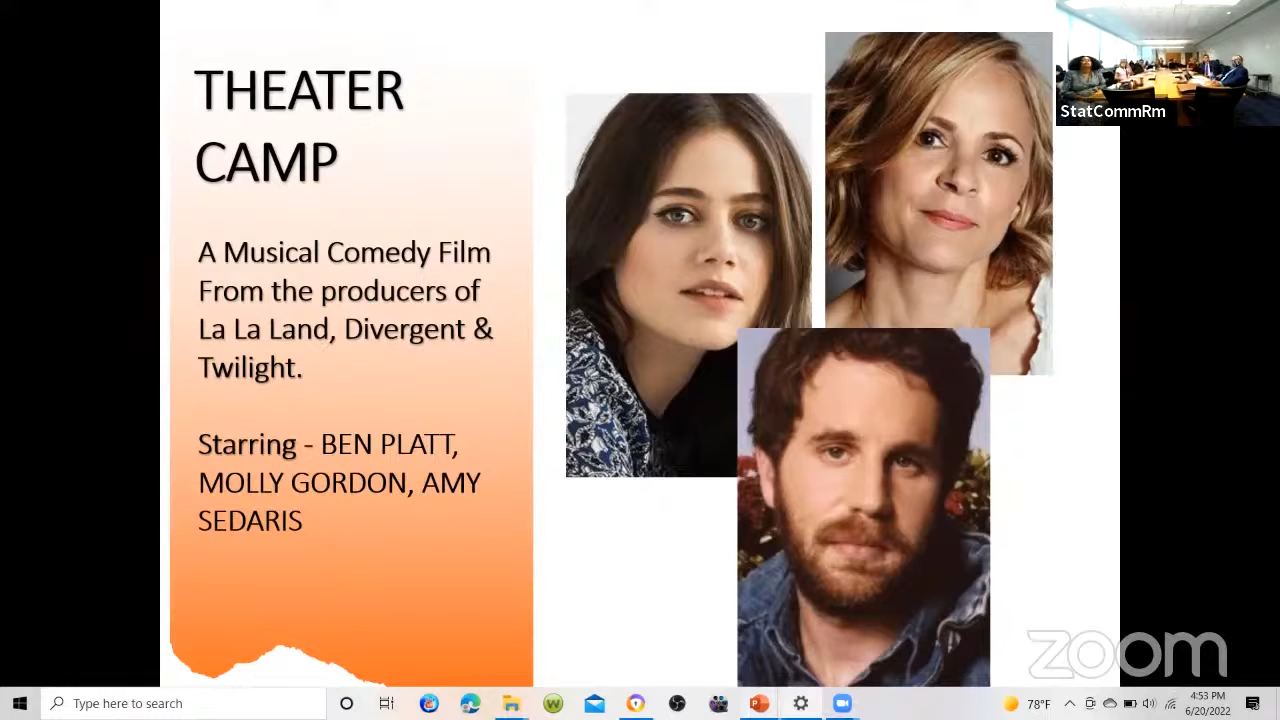 THEATER
CAMP
A Musical Comedy Film
From the producers of
La La Land, Divergent &
Twilight.
Starring - BEN PLATT,
MOLLY GORDON, AMY
SEDARIS
StatCommRm
zoom
Type here to search
78°F
4:53 PM
6/20/2022